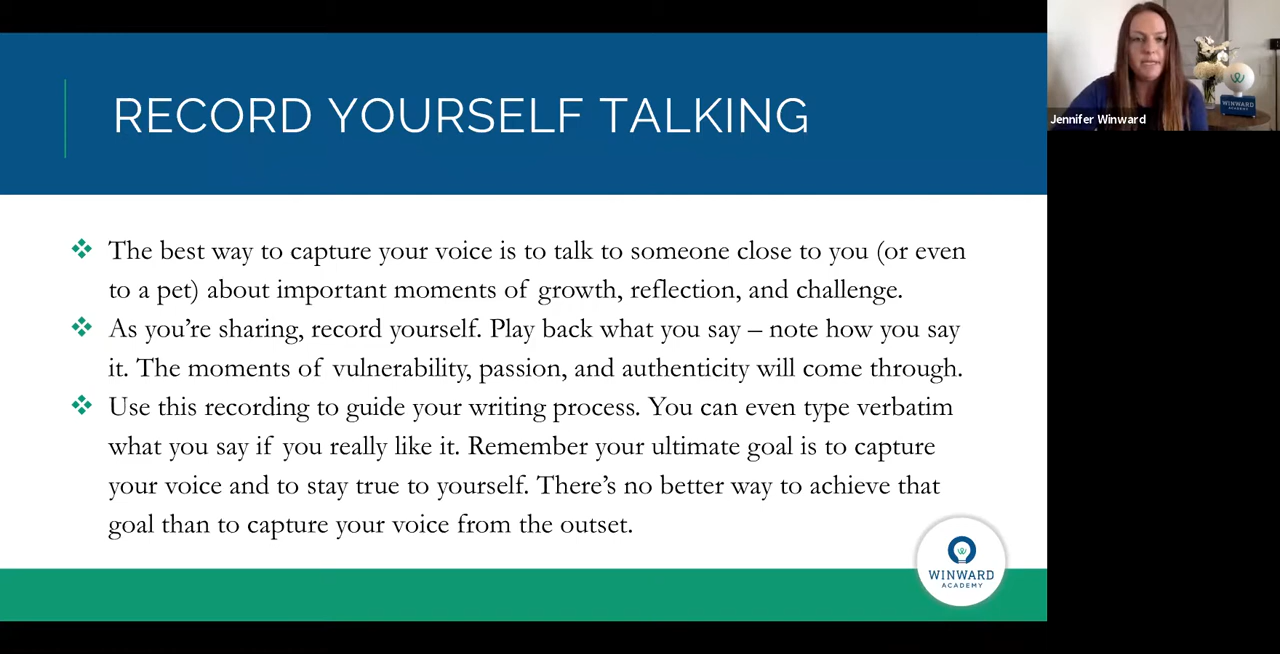 RECORD YOURSELF TALKING
The best way to capture your voice is to talk to someone close to you (or even
to a pet) about important moments of growth, reflection, and challenge.
As you're sharing, record yourself. Play back what you say – note how you say
it. The moments of vulnerability, passion, and authenticity will come through.
Use this recording to guide your writing process. You can even type verbatim
what you say if you really like it. Remember your ultimate goal is to capture
your voice and to stay true to yourself. There's no better way to achieve that
goal than to capture your voice from the outset.
WINWARD
ACADEMY
WINWARD
ACADEMY
Jennifer Winward